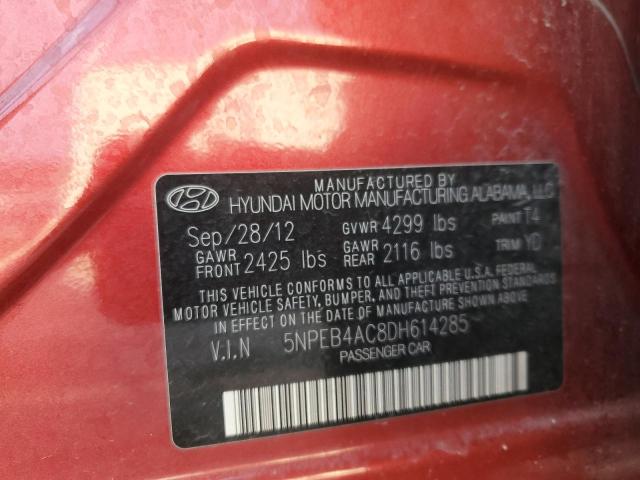 MANUFACTURED BY
HYUNDAI MOTOR MANUFACTURING ALABAMA, LLC
Sep/28/12 GVWR 4299 lbs PAINT T4
GAWR FRONT 2425 lbs GAWR REAR 2116 lbs TRIM YD
THIS VEHICLE CONFORMS TO ALL APPLICABLE U.S.A. FEDERAL
MOTOR VEHICLE SAFETY, BUMPER, AND THEFT PREVENTION STANDARDS
IN EFFECT ON THE DATE OF MANUFACTURE SHOWN ABOVE
V.I.N 5NPEB4AC8DH614285
PASSENGER CAR